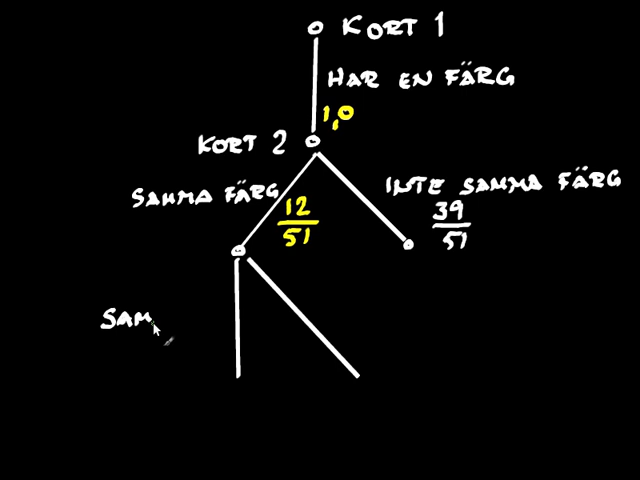 KORT 1
HAR EN FÄRG
1,0
KORT 2
SAMMA FÄRG
12
51
INTE SAMMA FÄRG
39
51
SAM